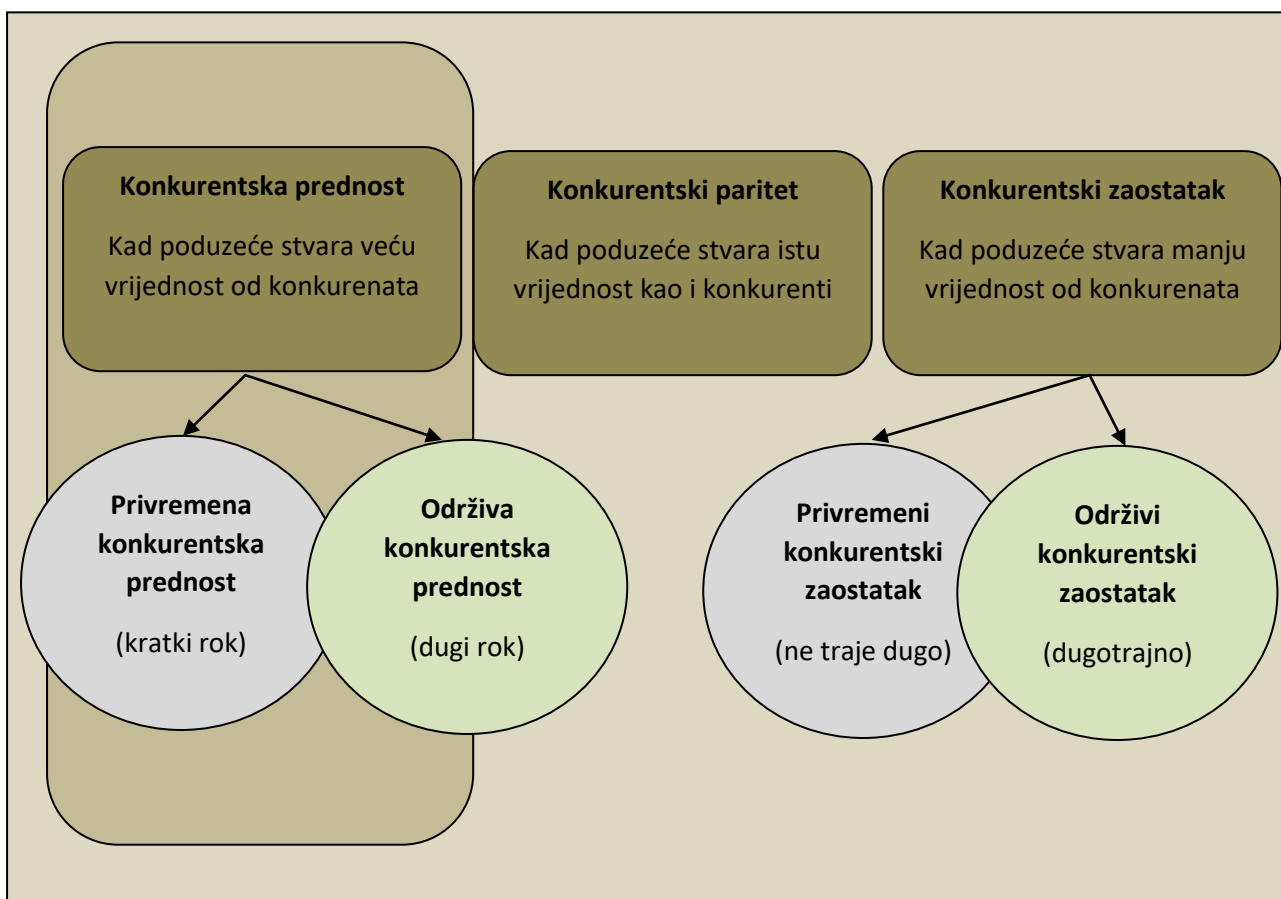 Konkurentska prednost
Kad poduzeće stvara veću
vrijednost od konkurenata
Konkurentski paritet
Kad poduzeće stvara istu
vrijednost kao i konkurenti
Konkurentski zaostatak
Kad poduzeće stvara manju
vrijednost od konkurenata
Privremena
konkurentska
prednost
(kratki rok)
Održiva
konkurentska
prednost
(dugi rok)
Privremeni
konkurentski
zaostatak
(ne traje dugo)
Održivi
konkurentski
zaostatak
(dugotrajno)